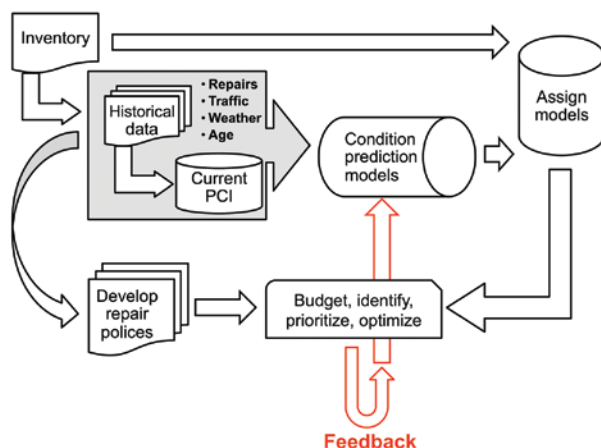 Inventory
• Repairs
• Traffic
• Weather
• Age
Historical
data
Current
PCI
Condition
prediction
models
Assign
models
Develop
repair
polices
Budget, identify,
prioritize, optimize
Feedback